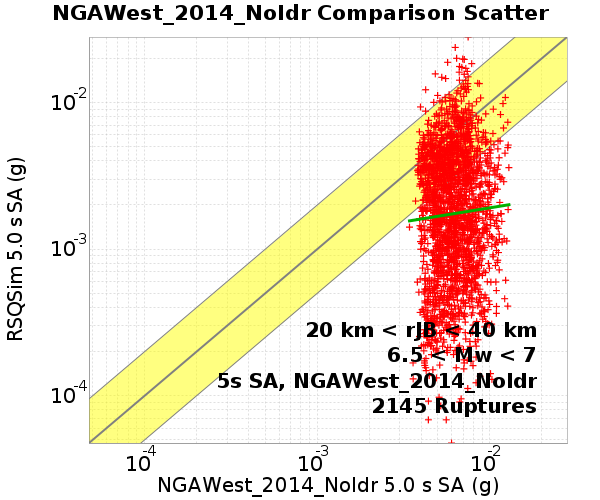 NGAWest_2014_NoIdr Comparison Scatter
RSQSim 5.0 s SA (g)
10-2
10-3
10-4
20 km < rJB < 40 km
6.5 < Mw < 7
5s SA, NGAWest_2014_NoIdr
2145 Ruptures
10-4
10-3
10-2
NGAWest_2014_NoIdr 5.0 s SA (g)